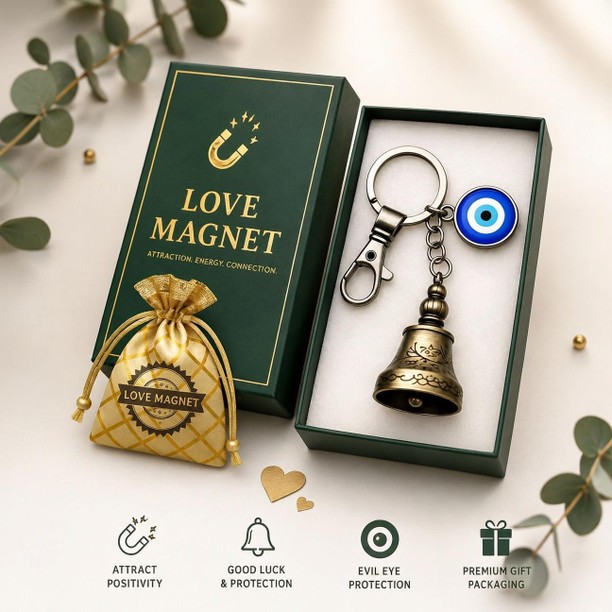 LOVE
MAGNET
ATTRACTION. ENERGY. CONNECTION.
LOVE MAGNET
ATTRACT
POSITIVITY
GOOD LUCK
& PROTECTION
EVIL EYE
PROTECTION
PREMIUM GIFT
PACKAGING